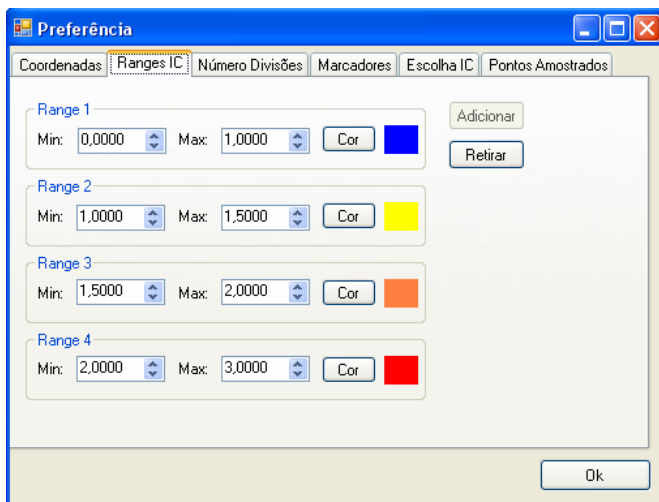 Preferência
Coordenadas Ranges IC Número Divisões Marcadores Escolha IC Pontos Amostrados
Range 1
Min: 0,0000 Max: 1,0000 Cor
Adicionar
Retirar
Range 2
Min: 1,0000 Max: 1,5000 Cor
Range 3
Min: 1,5000 Max: 2,0000 Cor
Range 4
Min: 2,0000 Max: 3,0000 Cor
Ok